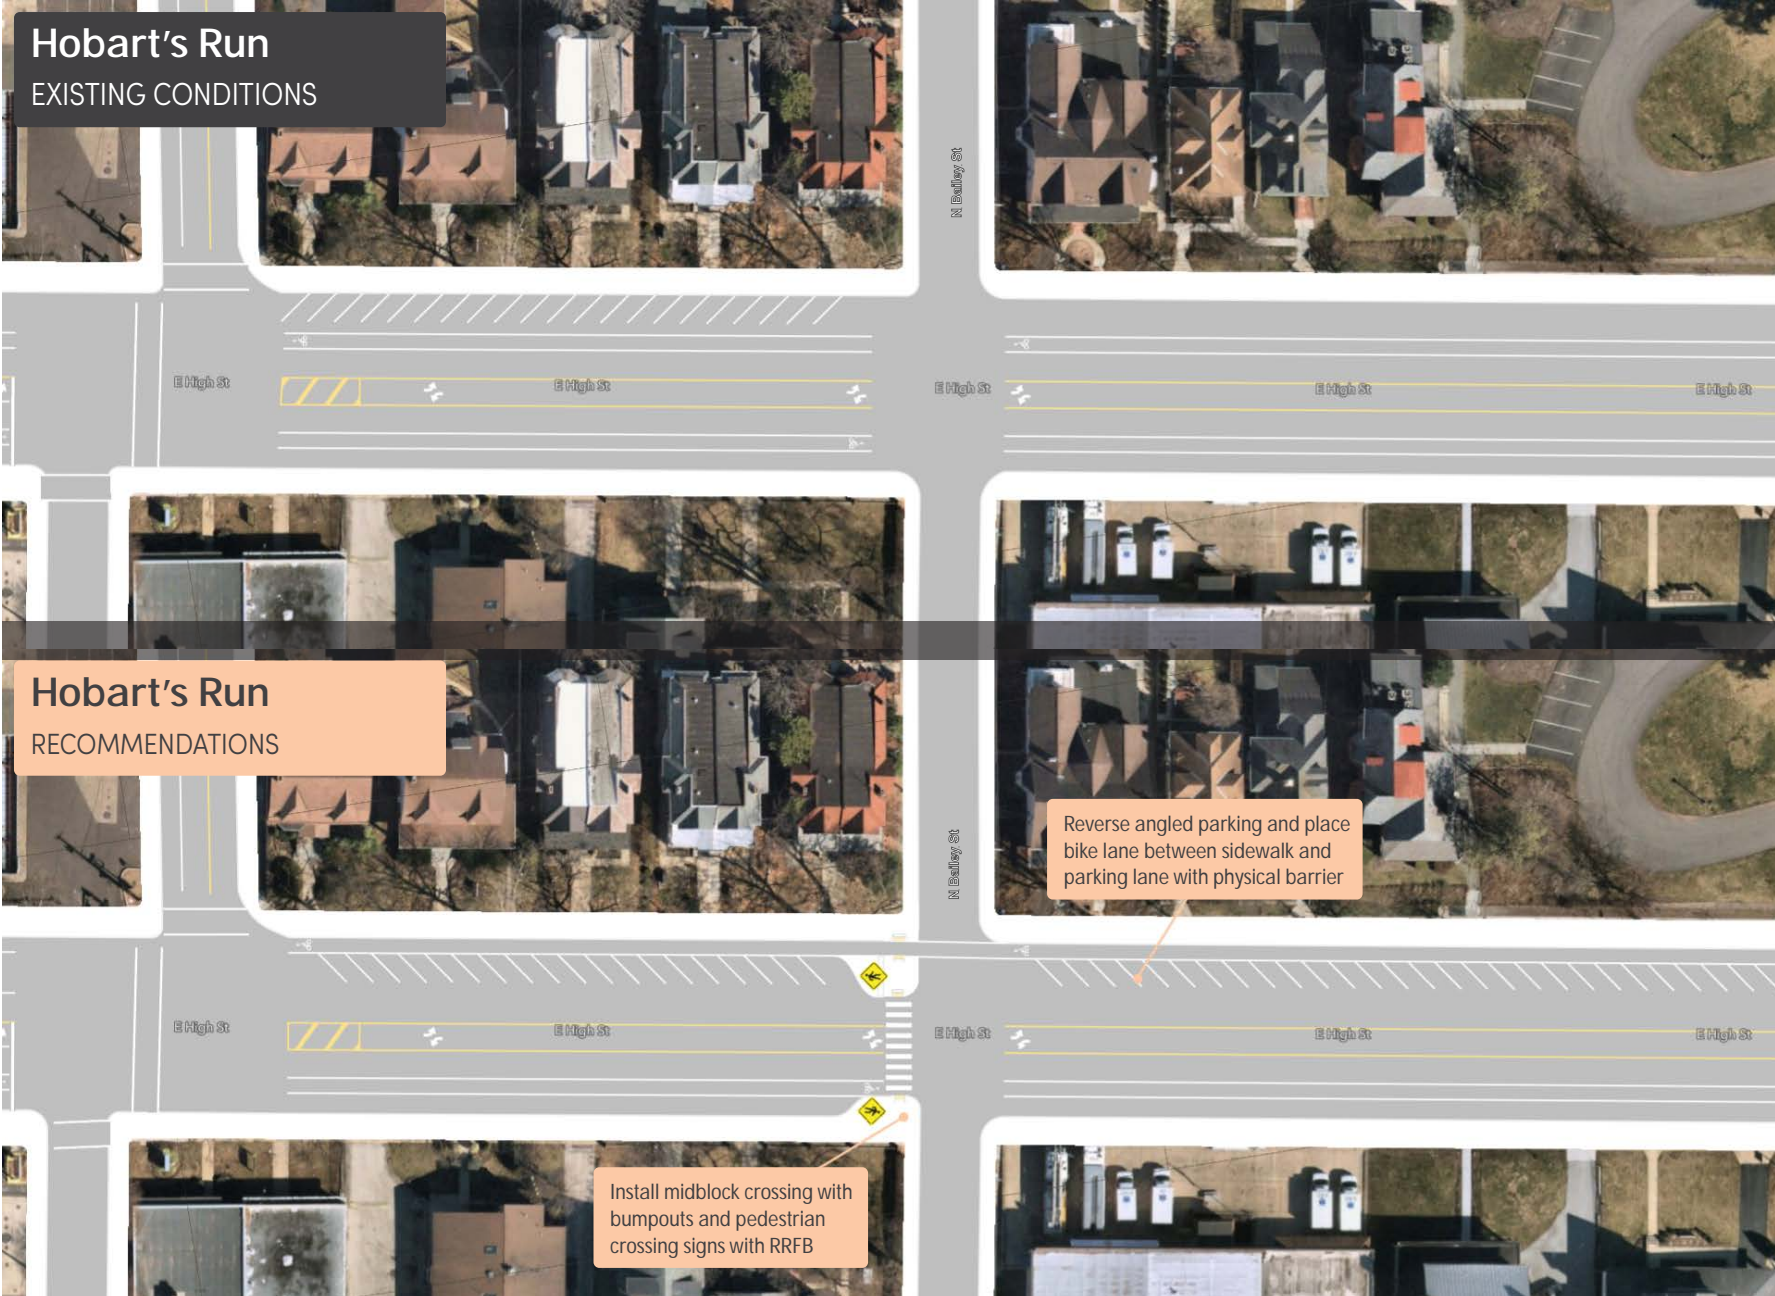 Hobart's Run
EXISTING CONDITIONS
N Bailey St
E High St
E High St
E High St
E High St
E High St
Hobart's Run
RECOMMENDATIONS
Reverse angled parking and place
bike lane between sidewalk and
parking lane with physical barrier
N Bailey St
E High St
E High St
E High St
E High St
E High St
Install midblock crossing with
bumpouts and pedestrian
crossing signs with RRFB